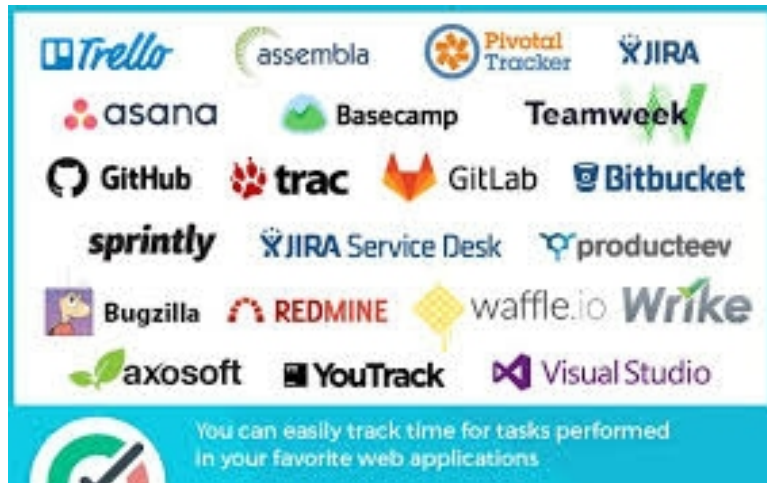 Trello assembla Pivotal Tracker JIRA
asana Basecamp Teamweek
GitHub trac GitLab Bitbucket
sprintly JIRA Service Desk producteev
Bugzilla REDMINE waffle.io Wrike
axosoft YouTrack Visual Studio
You can easily track time for tasks performed
in your favorite web applications